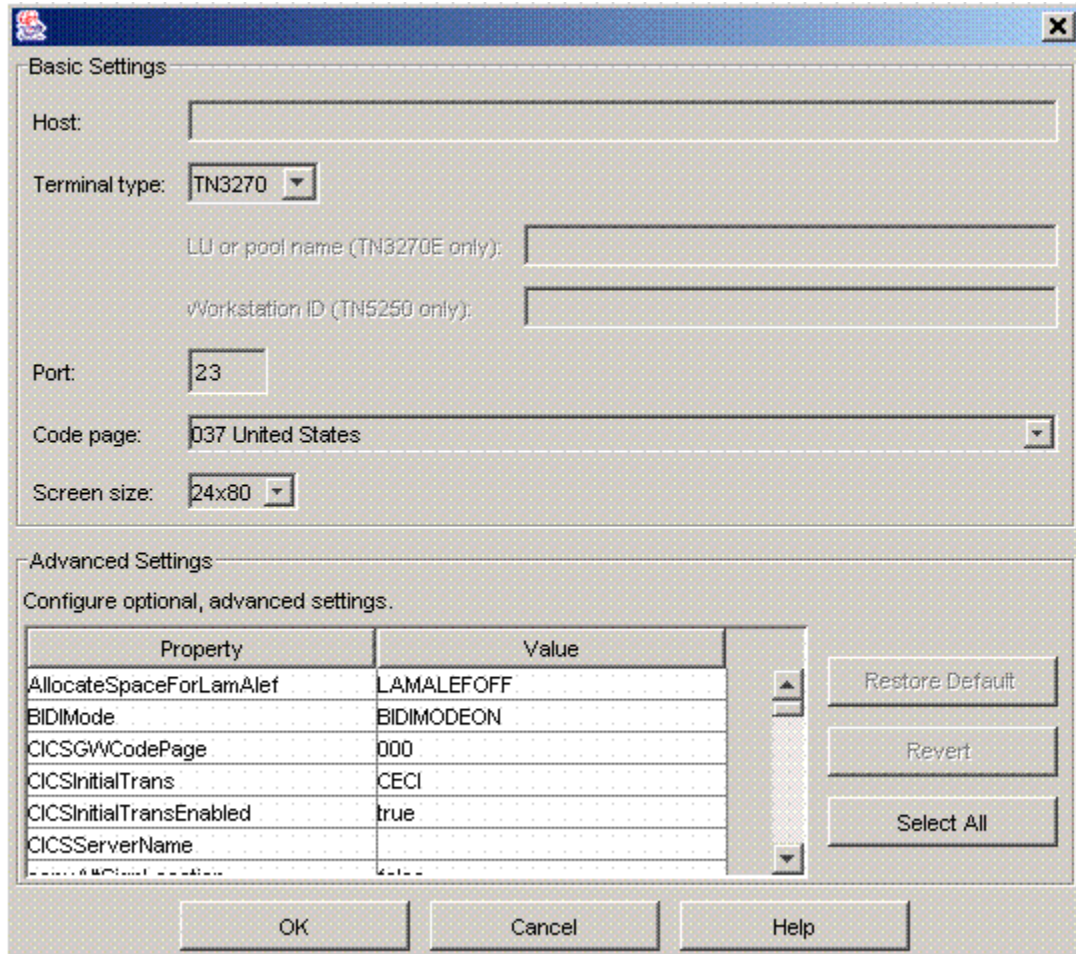 Basic Settings
Host:
Terminal type: TN3270
LU or pool name (TN3270E only):
Workstation ID (TN5250 only):
Port: 23
Code page: 037 United States
Screen size: 24x80
Advanced Settings
Configure optional, advanced settings.
Property Value
AllocateSpaceForLamAlef LAMALEFOFF
BIDIMode BIDIMODEON
CICSGWCodePage 000
CICSInitialTrans CECI
CICSInitialTransEnabled true
CICSServerName
Restore Default
Revert
Select All
OK Cancel Help